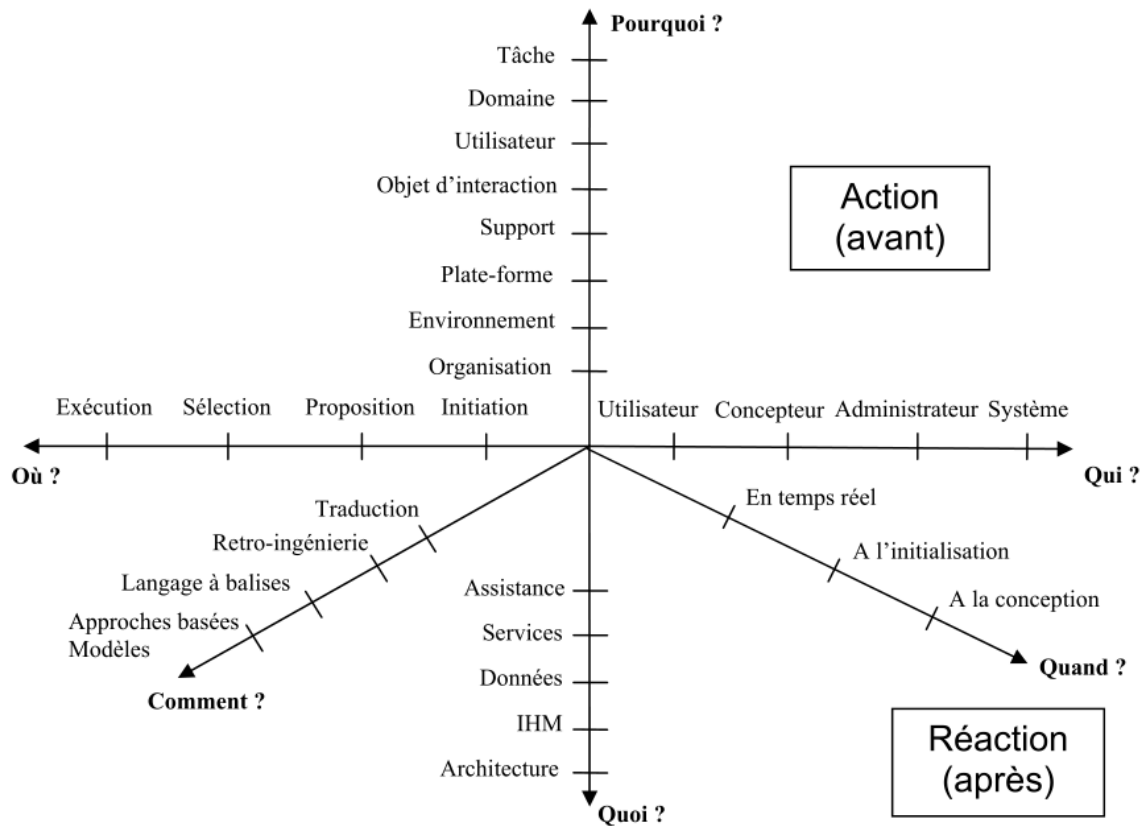 Pourquoi ?
Tâche
Domaine
Utilisateur
Objet d'interaction
Support
Plate-forme
Environnement
Organisation
Action
(avant)
Exécution
Sélection
Proposition
Initiation
Utilisateur
Concepteur
Administrateur
Système
Où ?
Qui ?
Traduction
Retro-ingénierie
Langage à balises
Approches basées
Modèles
Comment ?
En temps réel
A l'initialisation
A la conception
Quand ?
Assistance
Services
Données
IHM
Architecture
Quoi ?
Réaction
(après)